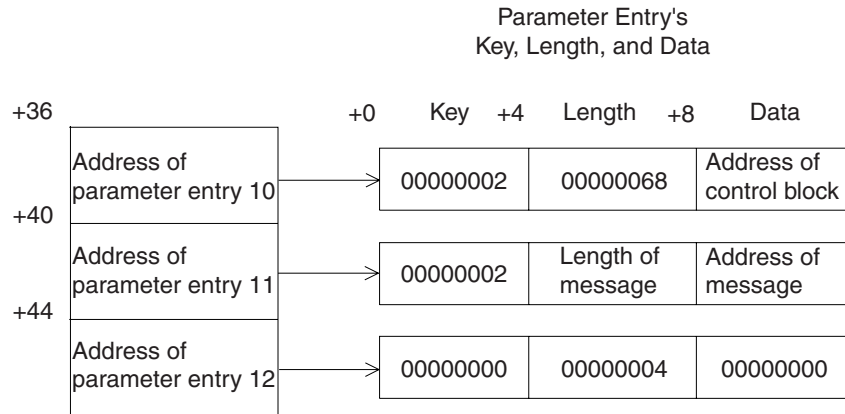 Parameter Entry's
Key, Length, and Data
+36
+0 Key +4 Length +8 Data
Address of
parameter entry 10
00000002 00000068 Address of
control block
+40
Address of
parameter entry 11
00000002 Length of
message Address of
message
+44
Address of
parameter entry 12
00000000 00000004 00000000